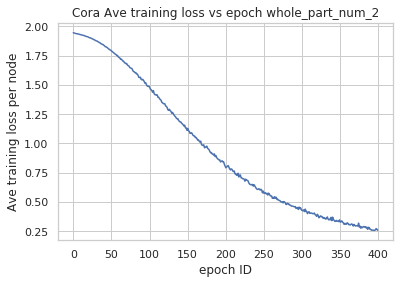 Cora Ave training loss vs epoch whole_part_num_2
2.00
1.75
1.50
1.25
1.00
0.75
0.50
0.25
Ave training loss per node
0 50 100 150 200 250 300 350 400
epoch ID